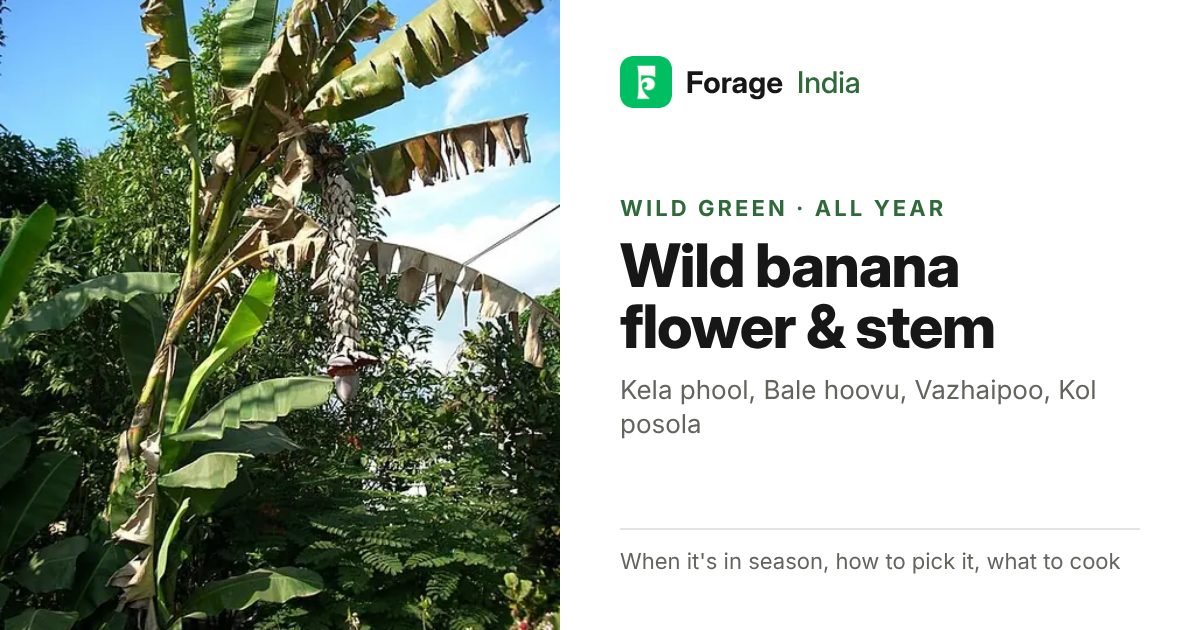 Forage India
WILD GREEN · ALL YEAR
Wild banana
flower & stem
Kela phool, Bale hoovu, Vazhaipoo, Kol
posola
When it's in season, how to pick it, what to cook